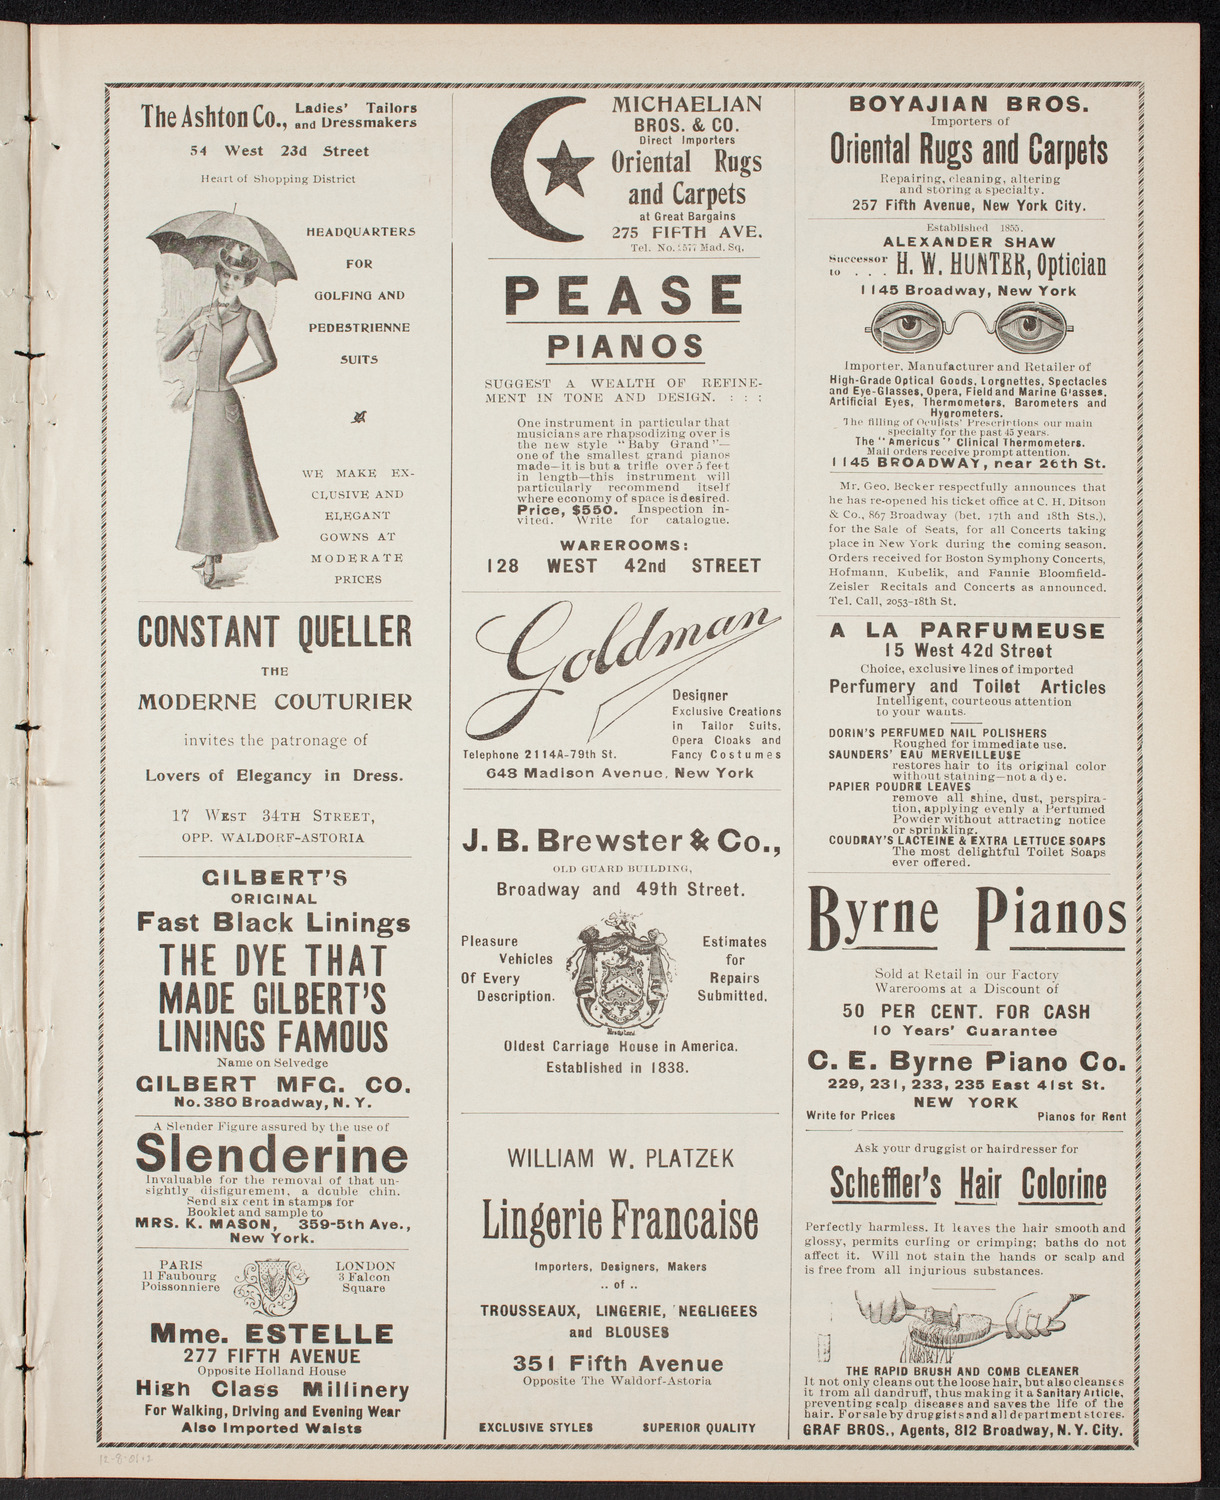 The Ashton Co., Ladies' Tailors
and Dressmakers
54 West 23d Street
Heart of Shopping District
HEADQUARTERS
FOR
GOLFING AND
PEDESTRIENNE
SUITS
WE MAKE EX-
CLUSIVE AND
ELEGANT
GOWNS AT
MODERATE
PRICES
CONSTANT QUELLER
THE
MODERNE COUTURIER
invites the patronage of
Lovers of Elegancy in Dress.
17 WEST 34TH STREET,
OPP. WALDORF-ASTORIA
GILBERT'S
ORIGINAL
Fast Black Linings
THE DYE THAT
MADE GILBERT'S
LININGS FAMOUS
Name on Selvedge
GILBERT MFG. CO.
No. 380 Broadway, N. Y.
A Slender Figure assured by the use of
Slenderine
Invaluable for the removal of that un-
sightly disfigurement, a double chin.
Send six cent in stamps for
Booklet and sample to
MRS. K. MASON, 359-5th Ave.,
New York.
PARIS
11 Faubourg
Poissonniere
LONDON
3 Falcon
Square
Mme. ESTELLE
277 FIFTH AVENUE
Opposite Holland House
High Class Millinery
For Walking, Driving and Evening Wear
Also Imported Waists
MICHAELIAN
BROS. & CO.
Direct Importers
Oriental Rugs
and Carpets
at Great Bargains
275 FIFTH AVE.
Tel. No. 1577 Mad. Sq.
PEASE
PIANOS
SUGGEST A WEALTH OF REFINE-
MENT IN TONE AND DESIGN. : : :
One instrument in particular that
musicians are rhapsodizing over is
the new style "Baby Grand"—
one of the smallest grand pianos
made—it is but a trifle over 5 feet
in length—this instrument will
particularly recommend itself
where economy of space is desired.
Price, $550. Inspection in-
vited. Write for catalogue.
WAREROOMS:
128 WEST 42nd STREET
Goldman
Designer
Exclusive Creations
in Tailor Suits,
Opera Cloaks and
Fancy Costumes
Telephone 2114A-79th St.
648 Madison Avenue, New York
J. B. Brewster & Co.,
OLD GUARD BUILDING,
Broadway and 49th Street.
Pleasure
Vehicles
Of Every
Description.
Estimates
for
Repairs
Submitted.
Oldest Carriage House in America.
Established in 1838.
WILLIAM W. PLATZEK
Lingerie Francaise
Importers, Designers, Makers
.. of ..
TROUSSEAUX, LINGERIE, NEGLIGEES
and BLOUSES
351 Fifth Avenue
Opposite The Waldorf-Astoria
EXCLUSIVE STYLES SUPERIOR QUALITY
BOYAJIAN BROS.
Importers of
Oriental Rugs and Carpets
Repairing, cleaning, altering
and storing a specialty.
257 Fifth Avenue, New York City.
Established 1855.
ALEXANDER SHAW
Successor
to . . . H. W. HUNTER, Optician
1145 Broadway, New York
Importer, Manufacturer and Retailer of
High-Grade Optical Goods, Lorgnettes, Spectacles
and Eye-Glasses, Opera, Field and Marine Glasses,
Artificial Eyes, Thermometers, Barometers and
Hygrometers.
The filling of Oculists' Prescriptions our main
specialty for the past 45 years.
The "Americus" Clinical Thermometers.
Mail orders receive prompt attention.
1145 BROADWAY, near 26th St.
Mr. Geo. Becker respectfully announces that
he has re-opened his ticket office at C. H. Ditson
& Co., 867 Broadway (bet. 17th and 18th Sts.),
for the Sale of Seats, for all Concerts taking
place in New York during the coming season.
Orders received for Boston Symphony Concerts,
Hofmann, Kubelik, and Fannie Bloomfield-
Zeisler Recitals and Concerts as announced.
Tel. Call, 2053-18th St.
A LA PARFUMEUSE
15 West 42d Street
Choice, exclusive lines of imported
Perfumery and Toilet Articles
Intelligent, courteous attention
to your wants.
DORIN'S PERFUMED NAIL POLISHERS
Roughed for immediate use.
SAUNDERS' EAU MERVEILLEUSE
restores hair to its original color
without staining—not a dye.
PAPIER POUDRE LEAVES
remove all shine, dust, perspira-
tion, applying evenly a Perfumed
Powder without attracting notice
or sprinkling.
COUDRAY'S LACTEINE & EXTRA LETTUCE SOAPS
The most delightful Toilet Soaps
ever offered.
Byrne Pianos
Sold at Retail in our Factory
Warerooms at a Discount of
50 PER CENT. FOR CASH
10 Years' Guarantee
C. E. Byrne Piano Co.
229, 231, 233, 235 East 41st St.
NEW YORK
Write for Prices Pianos for Rent
Ask your druggist or hairdresser for
Scheffler's Hair Colorine
Perfectly harmless. It leaves the hair smooth and
glossy, permits curling or crimping; baths do not
affect it. Will not stain the hands or scalp and
is free from all injurious substances.
THE RAPID BRUSH AND COMB CLEANER
It not only cleans out the loose hair, but also cleanses
it from all dandruff, thus making it a Sanitary Article,
preventing scalp diseases and saves the life of the
hair. For sale by druggists and all department stores.
GRAF BROS., Agents, 812 Broadway, N. Y. City.